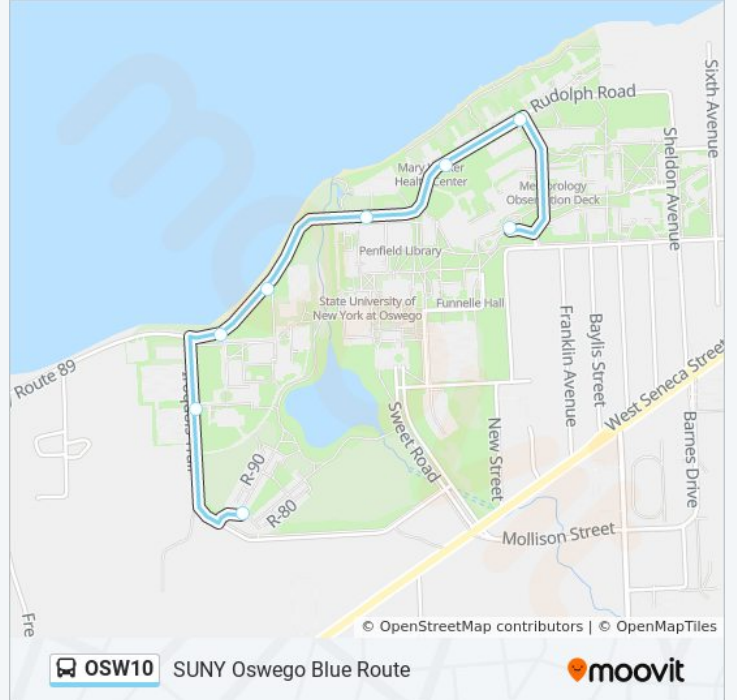 Rudolph Road
Sixth Avenue
Sheldon Avenue
Mary
Health Center
Observation Deck
Penfield Library
State University of
New York at Oswego
Funnelle Hall
Franklin Avenue
Baylis Street
Route 89
West Seneca Street
Sweet Road
New Street
Barnes Drive
R-90
R-80
Mollison Street
Fre
© OpenStreetMap contributors | © OpenMapTiles
OSW10 SUNY Oswego Blue Route
moovit